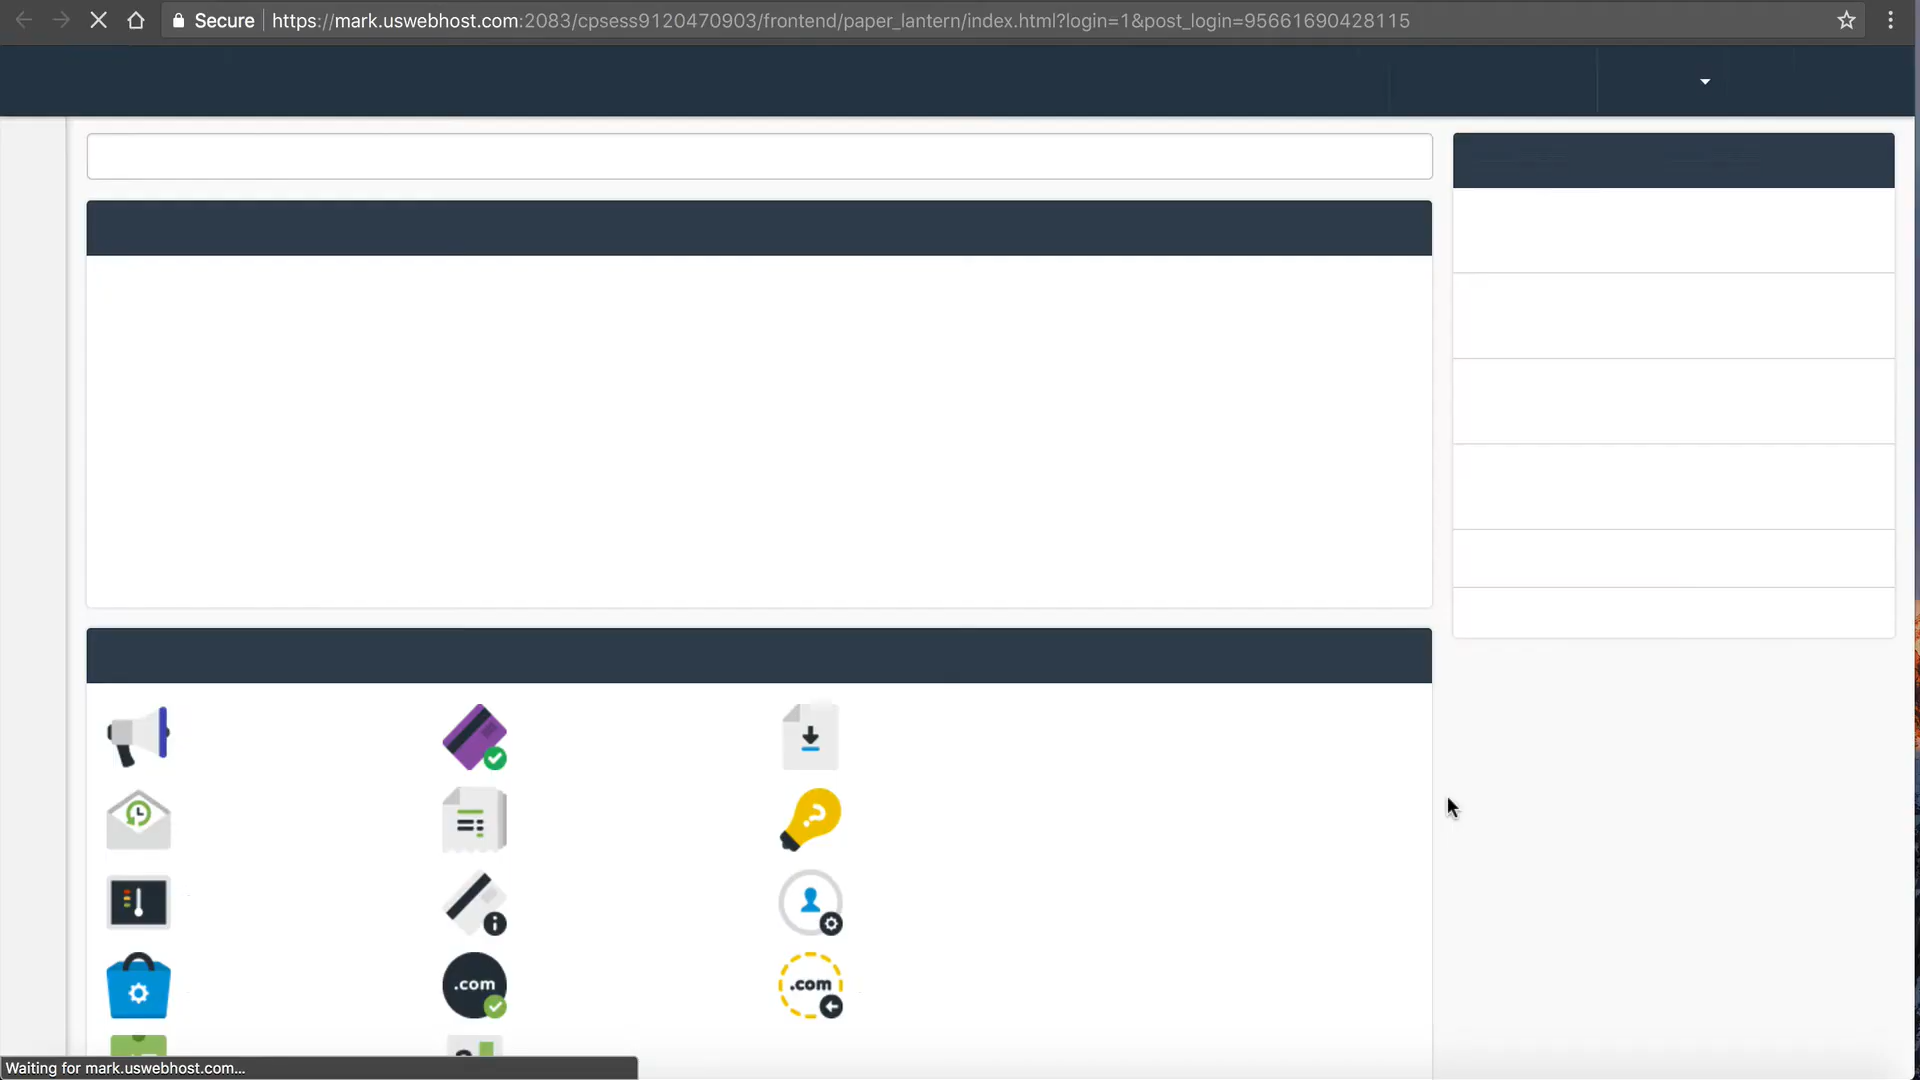 Secure
https://mark.uswebhost.com:2083/cpsess9120470903/frontend/paper_lantern/index.html?login=1&post_login=95661690428115
.com
.com
Waiting for mark.uswebhost.com...